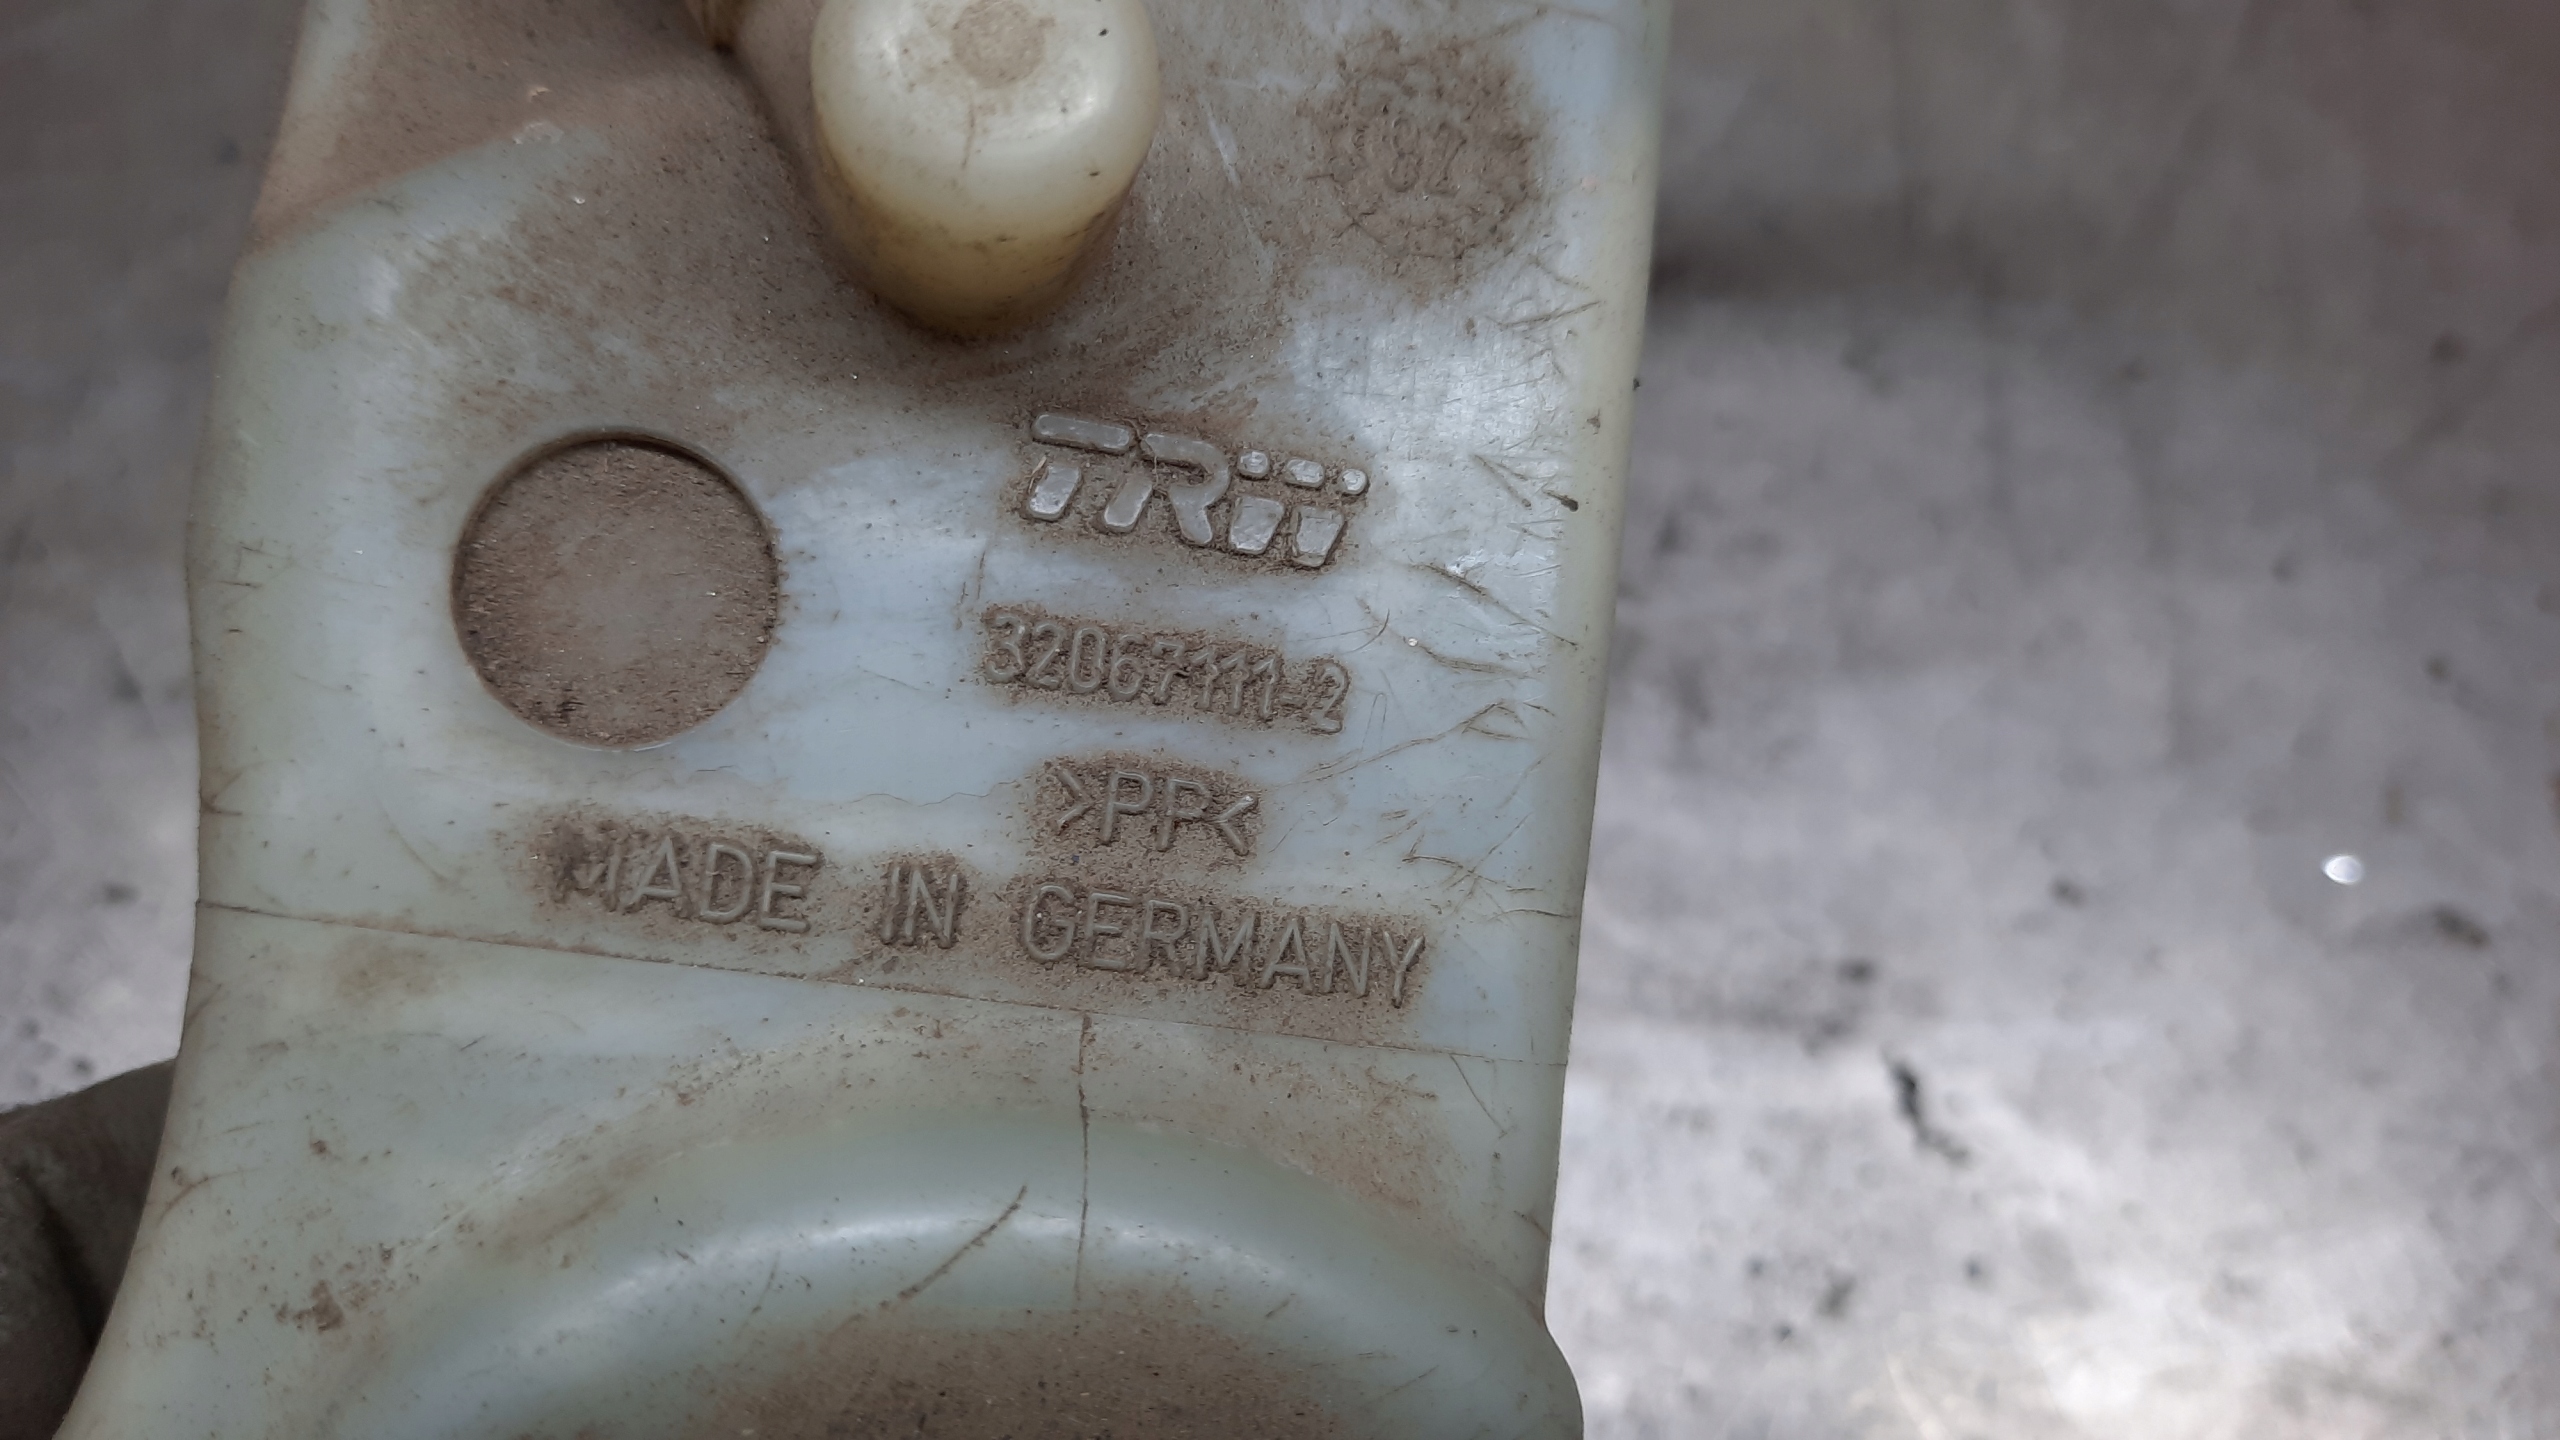 TRW
32067111-2
>PP<
MADE IN GERMANY